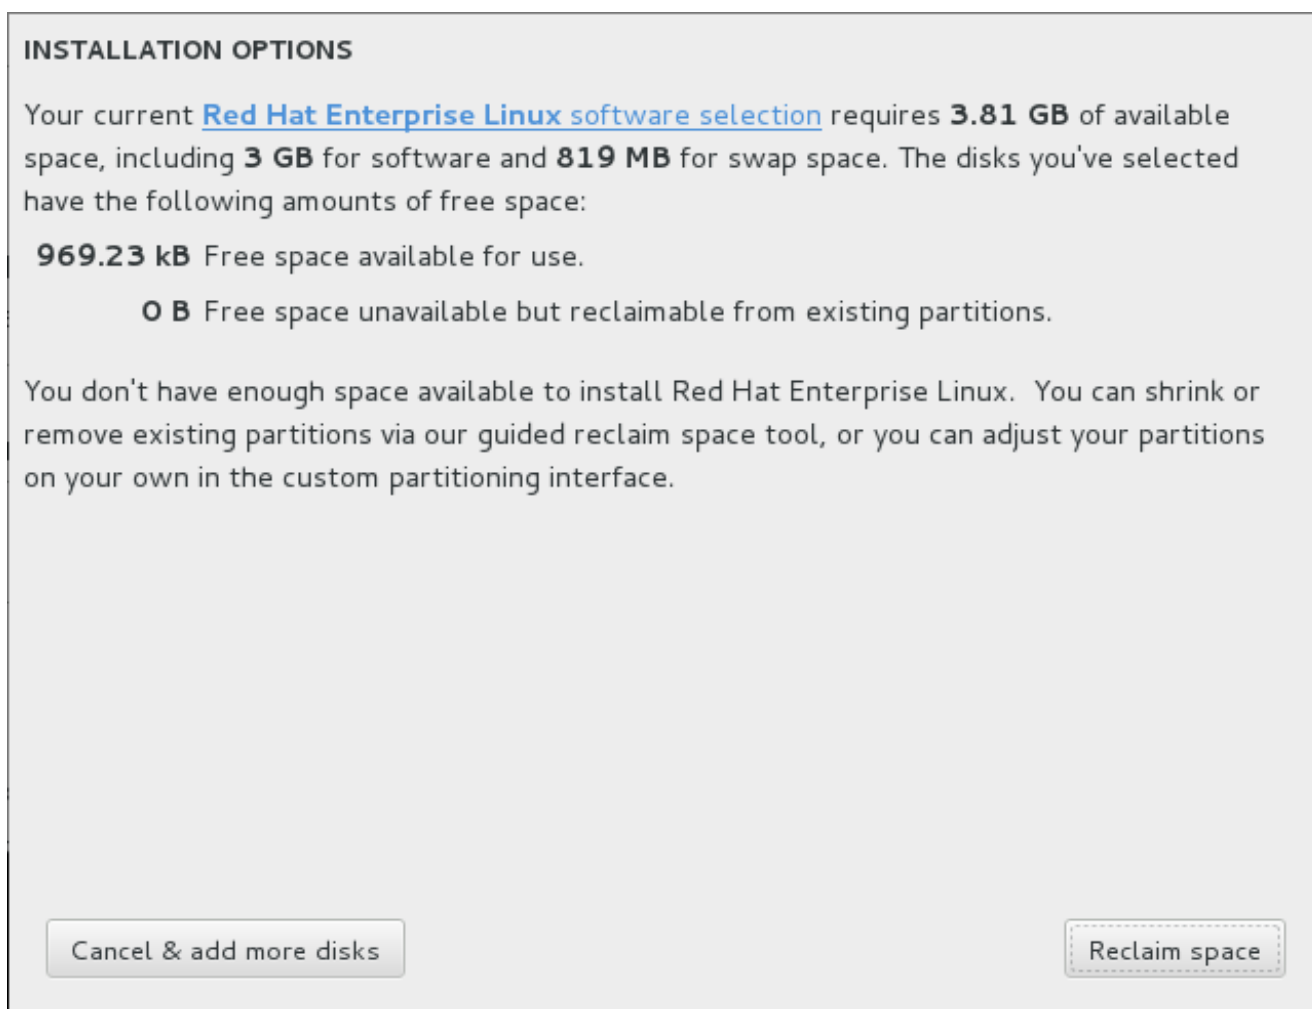 INSTALLATION OPTIONS
Your current Red Hat Enterprise Linux software selection requires 3.81 GB of available
space, including 3 GB for software and 819 MB for swap space. The disks you've selected
have the following amounts of free space:
969.23 kB Free space available for use.
0 B Free space unavailable but reclaimable from existing partitions.
You don't have enough space available to install Red Hat Enterprise Linux.  You can shrink or
remove existing partitions via our guided reclaim space tool, or you can adjust your partitions
on your own in the custom partitioning interface.
Cancel & add more disks
Reclaim space